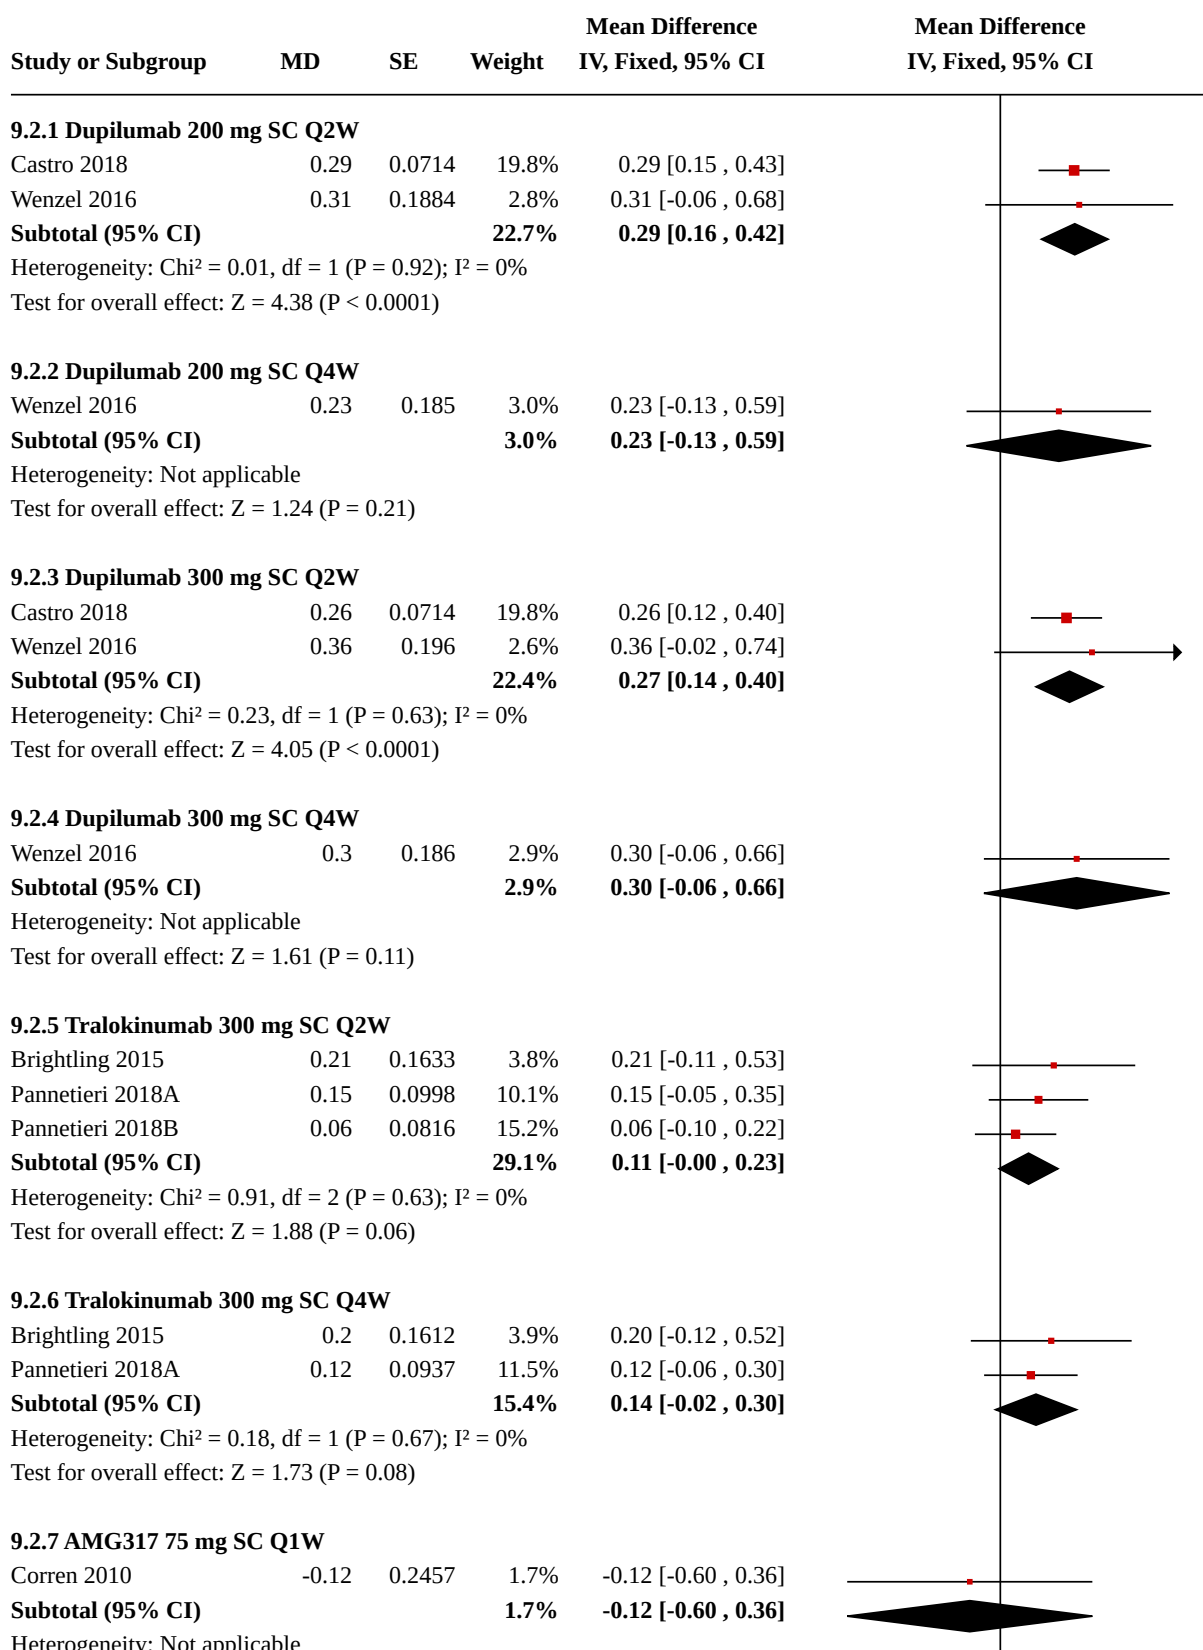 Mean Difference Mean Difference
Study or Subgroup MD SE Weight IV, Fixed, 95% CI IV, Fixed, 95% CI
9.2.1 Dupilumab 200 mg SC Q2W
Castro 2018 0.29 0.0714 19.8% 0.29 [0.15 , 0.43]
Wenzel 2016 0.31 0.1884 2.8% 0.31 [-0.06 , 0.68]
Subtotal (95% CI) 22.7% 0.29 [0.16 , 0.42]
Heterogeneity: Chi² = 0.01, df = 1 (P = 0.92); I² = 0%
Test for overall effect: Z = 4.38 (P < 0.0001)
9.2.2 Dupilumab 200 mg SC Q4W
Wenzel 2016 0.23 0.185 3.0% 0.23 [-0.13 , 0.59]
Subtotal (95% CI) 3.0% 0.23 [-0.13 , 0.59]
Heterogeneity: Not applicable
Test for overall effect: Z = 1.24 (P = 0.21)
9.2.3 Dupilumab 300 mg SC Q2W
Castro 2018 0.26 0.0714 19.8% 0.26 [0.12 , 0.40]
Wenzel 2016 0.36 0.196 2.6% 0.36 [-0.02 , 0.74]
Subtotal (95% CI) 22.4% 0.27 [0.14 , 0.40]
Heterogeneity: Chi² = 0.23, df = 1 (P = 0.63); I² = 0%
Test for overall effect: Z = 4.05 (P < 0.0001)
9.2.4 Dupilumab 300 mg SC Q4W
Wenzel 2016 0.3 0.186 2.9% 0.30 [-0.06 , 0.66]
Subtotal (95% CI) 2.9% 0.30 [-0.06 , 0.66]
Heterogeneity: Not applicable
Test for overall effect: Z = 1.61 (P = 0.11)
9.2.5 Tralokinumab 300 mg SC Q2W
Brightling 2015 0.21 0.1633 3.8% 0.21 [-0.11 , 0.53]
Pannetieri 2018A 0.15 0.0998 10.1% 0.15 [-0.05 , 0.35]
Pannetieri 2018B 0.06 0.0816 15.2% 0.06 [-0.10 , 0.22]
Subtotal (95% CI) 29.1% 0.11 [-0.00 , 0.23]
Heterogeneity: Chi² = 0.91, df = 2 (P = 0.63); I² = 0%
Test for overall effect: Z = 1.88 (P = 0.06)
9.2.6 Tralokinumab 300 mg SC Q4W
Brightling 2015 0.2 0.1612 3.9% 0.20 [-0.12 , 0.52]
Pannetieri 2018A 0.12 0.0937 11.5% 0.12 [-0.06 , 0.30]
Subtotal (95% CI) 15.4% 0.14 [-0.02 , 0.30]
Heterogeneity: Chi² = 0.18, df = 1 (P = 0.67); I² = 0%
Test for overall effect: Z = 1.73 (P = 0.08)
9.2.7 AMG317 75 mg SC Q1W
Corren 2010 -0.12 0.2457 1.7% -0.12 [-0.60 , 0.36]
Subtotal (95% CI) 1.7% -0.12 [-0.60 , 0.36]
Heterogeneity: Not applicable